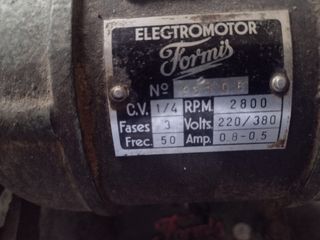 ELECTROMOTOR
Formis
Nº
C.V. 1/4 R.P.M. 2800
Fases 3 Volts. 220/380
Frec. 50 Amp. 0.8-0.5